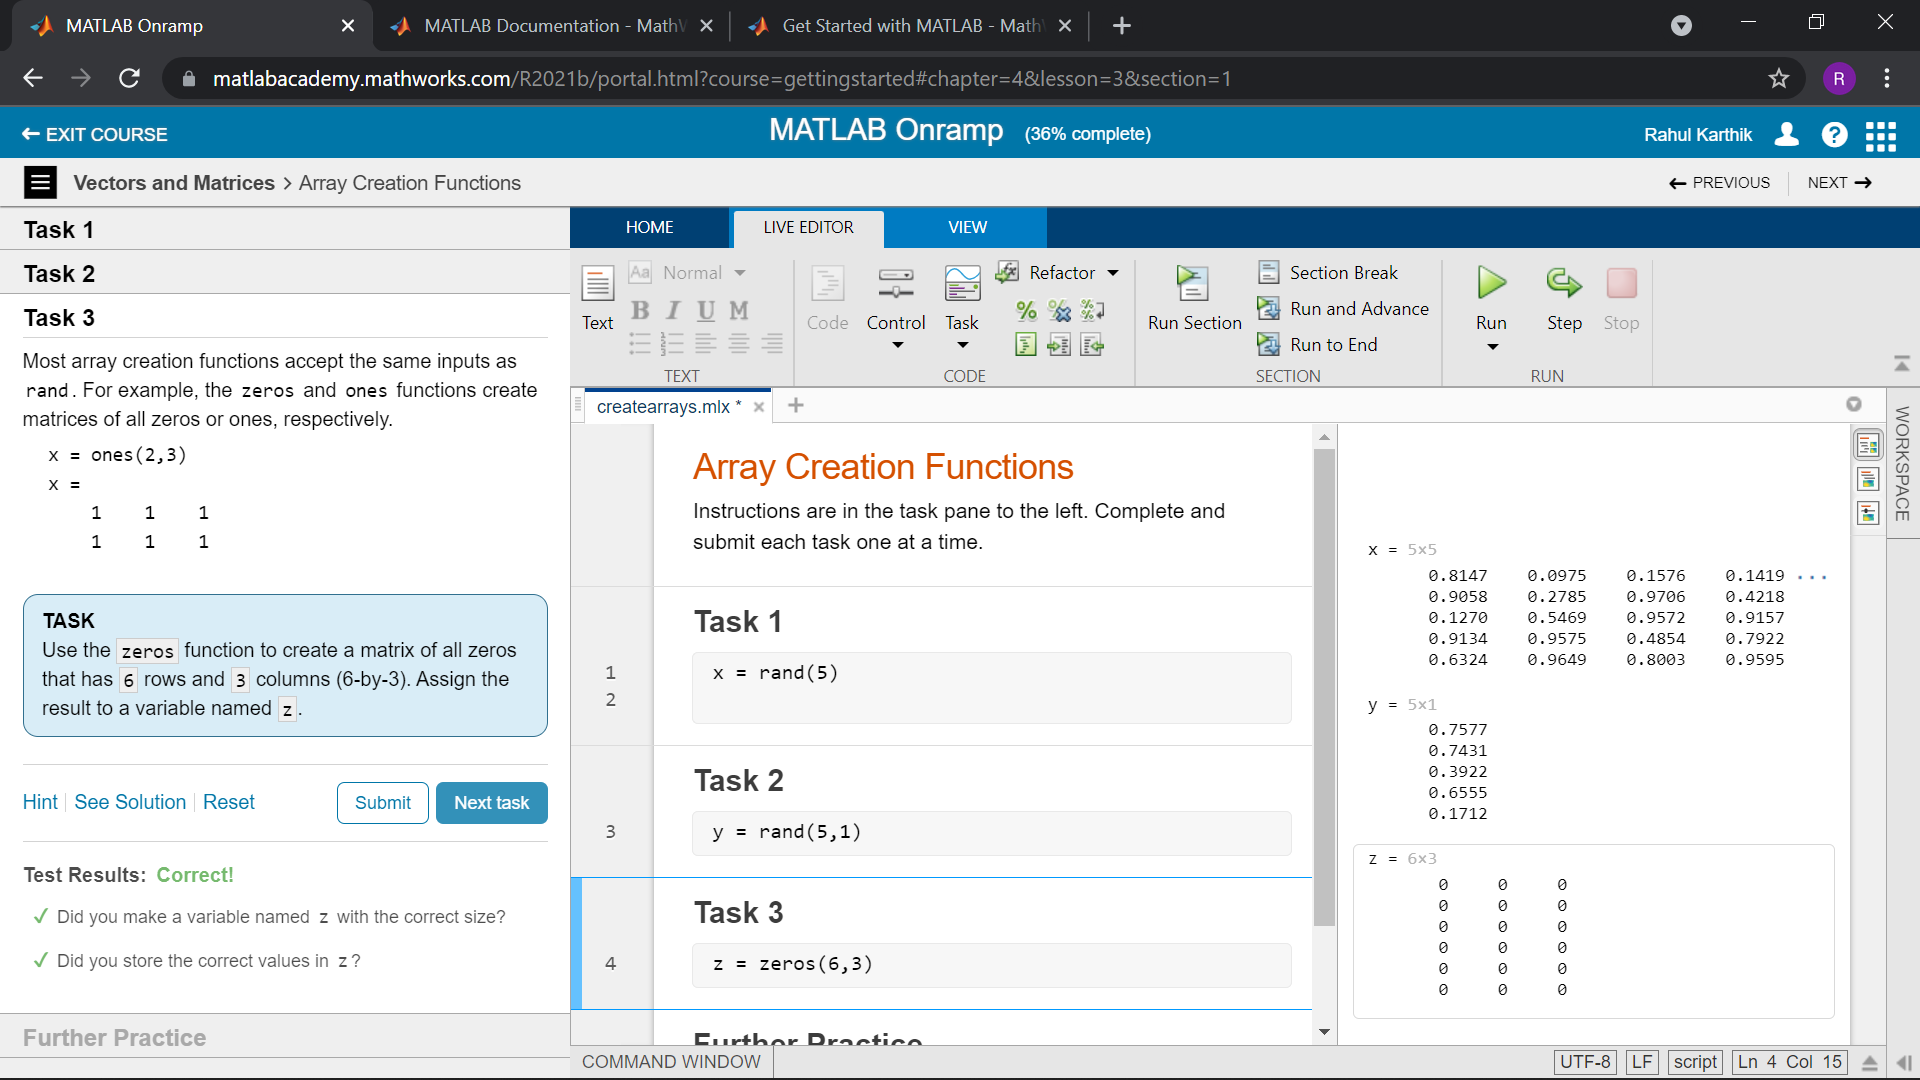 MATLAB Onramp
MATLAB Documentation - MathW
Get Started with MATLAB - Math
matlabacademy.mathworks.com/R2021b/portal.html?course=gettingstarted#chapter=4&lesson=3&section=1
R
EXIT COURSE
MATLAB Onramp (36% complete)
Rahul Karthik
?
Vectors and Matrices > Array Creation Functions
PREVIOUS
NEXT
Task 1
Task 2
Task 3
Most array creation functions accept the same inputs as
rand. For example, the zeros and ones functions create
matrices of all zeros or ones, respectively.
x = ones(2,3)
x =
1 1 1
1 1 1
TASK
Use the zeros function to create a matrix of all zeros
that has 6 rows and 3 columns (6-by-3). Assign the
result to a variable named z.
Hint
See Solution
Reset
Submit
Next task
Test Results: Correct!
✓ Did you make a variable named z with the correct size?
✓ Did you store the correct values in z?
Further Practice
HOME
LIVE EDITOR
VIEW
Text
Aa Normal
B I U M
TEXT
Code
Control
Task
Refactor
CODE
Run Section
Section Break
Run and Advance
Run to End
SECTION
Run
Step
Stop
RUN
createarrays.mlx *
Array Creation Functions
Instructions are in the task pane to the left. Complete and
submit each task one at a time.
Task 1
1 x = rand(5)
2
Task 2
3 y = rand(5,1)
Task 3
4 z = zeros(6,3)
Further Practice
x = 5×5
0.8147 0.0975 0.1576 0.1419 ...
0.9058 0.2785 0.9706 0.4218
0.1270 0.5469 0.9572 0.9157
0.9134 0.9575 0.4854 0.7922
0.6324 0.9649 0.8003 0.9595
y = 5×1
0.7577
0.7431
0.3922
0.6555
0.1712
z = 6×3
0 0 0
0 0 0
0 0 0
0 0 0
0 0 0
0 0 0
WORKSPACE
COMMAND WINDOW
UTF-8
LF
script
Ln 4 Col 15